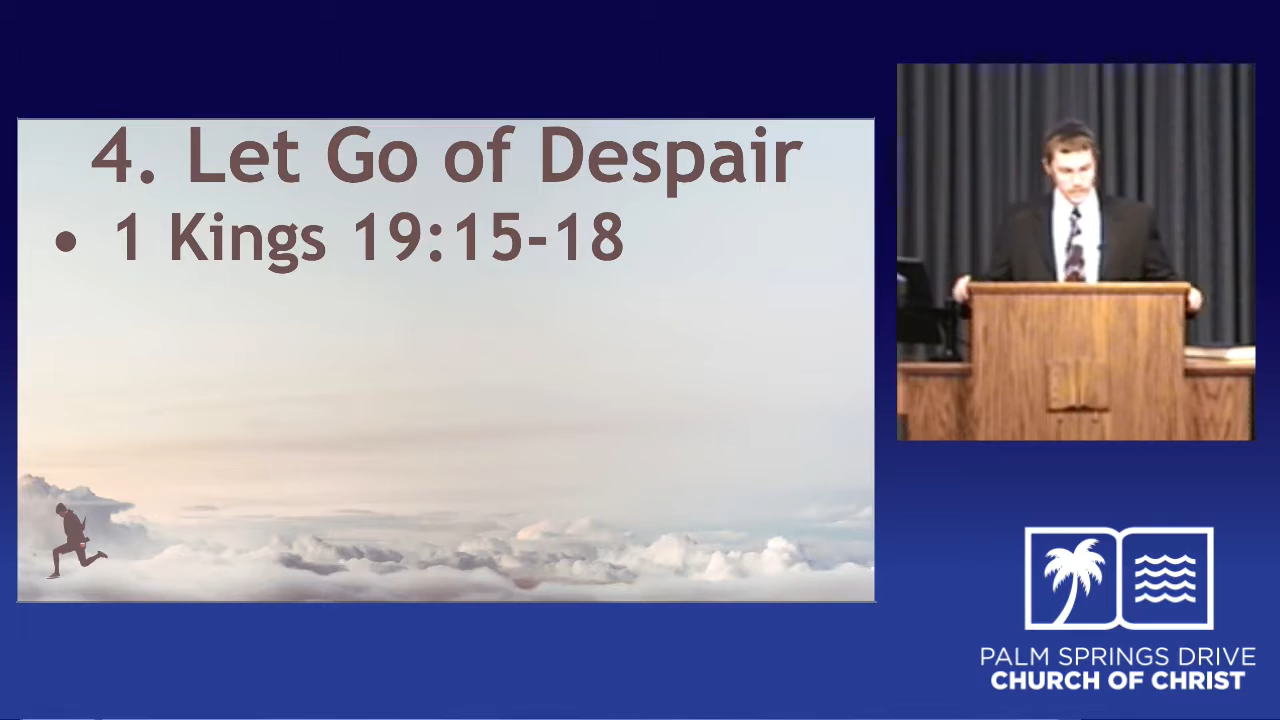 4. Let Go of Despair
• 1 Kings 19:15-18
PALM SPRINGS DRIVE
CHURCH OF CHRIST